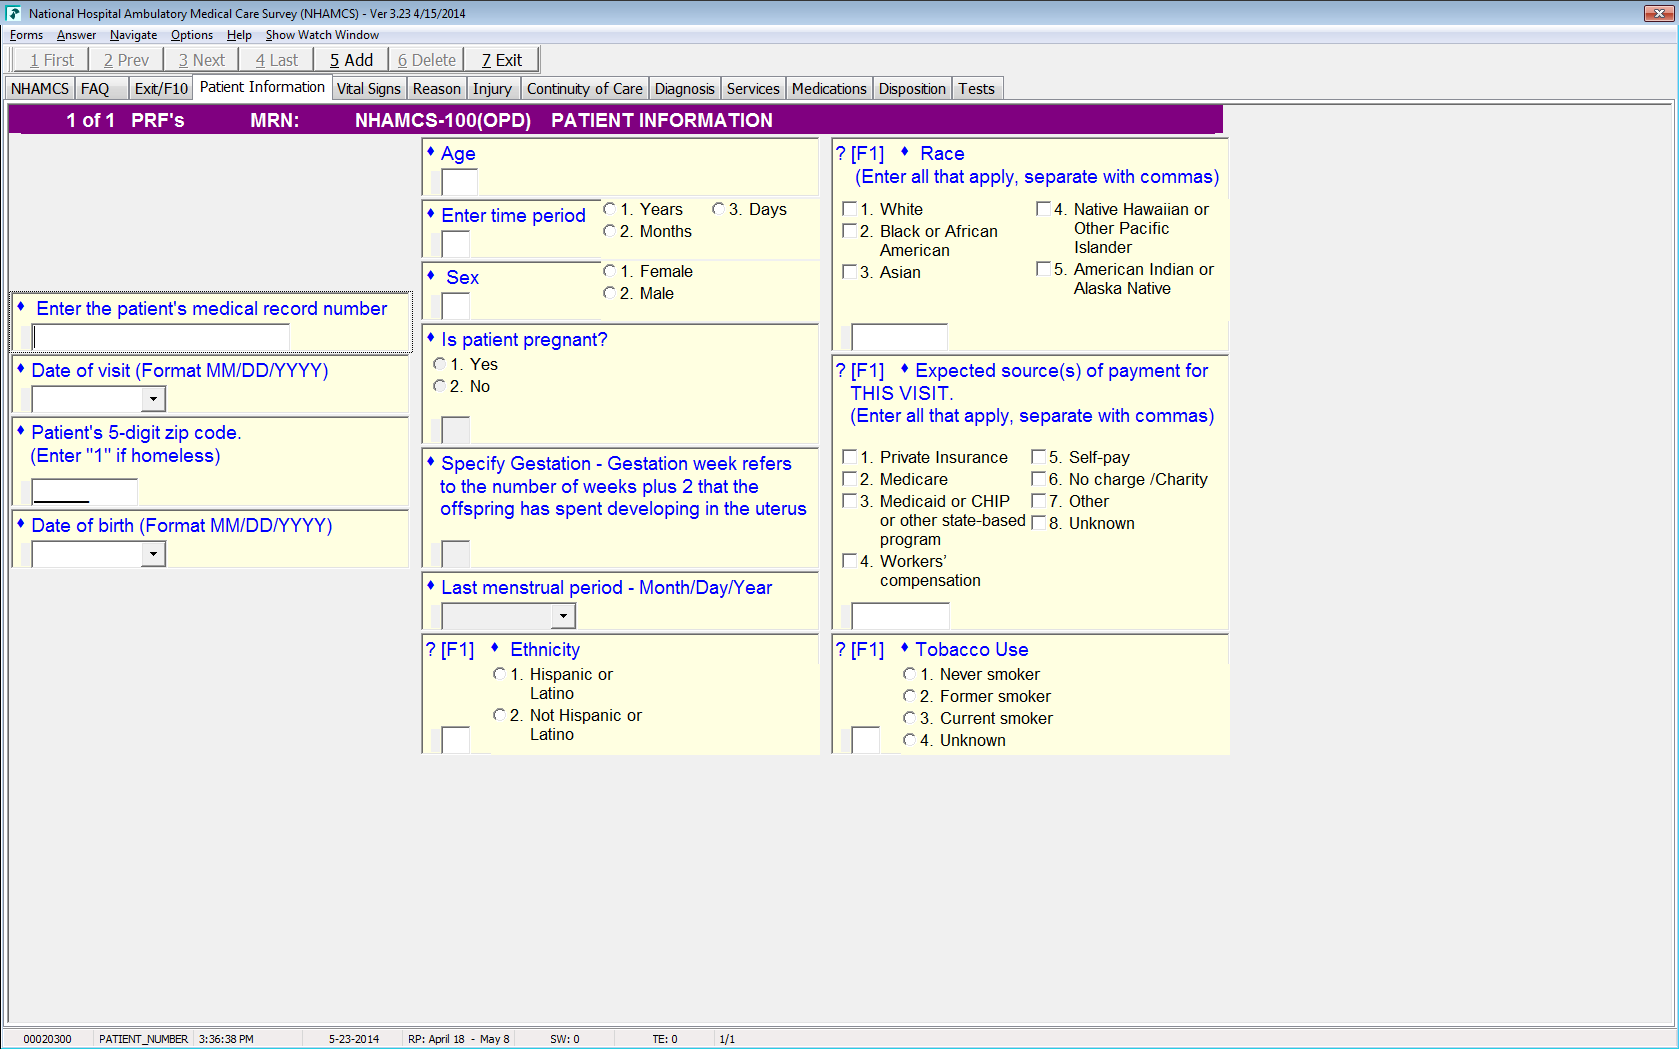 National Hospital Ambulatory Medical Care Survey (NHAMCS) - Ver 3.23 4/15/2014
Forms Answer Navigate Options Help Show Watch Window
1 First 2 Prev 3 Next 4 Last 5 Add 6 Delete 7 Exit
NHAMCS FAQ Exit/F10 Patient Information Vital Signs Reason Injury Continuity of Care Diagnosis Services Medications Disposition Tests
1 of 1 PRF's MRN: NHAMCS-100(OPD) PATIENT INFORMATION
Enter the patient's medical record number
Date of visit (Format MM/DD/YYYY)
Patient's 5-digit zip code.
(Enter "1" if homeless)
Date of birth (Format MM/DD/YYYY)
Age
Enter time period
1. Years
3. Days
2. Months
Sex
1. Female
2. Male
Is patient pregnant?
1. Yes
2. No
Specify Gestation - Gestation week refers
to the number of weeks plus 2 that the
offspring has spent developing in the uterus
Last menstrual period - Month/Day/Year
? [F1] Ethnicity
1. Hispanic or
Latino
2. Not Hispanic or
Latino
? [F1] Race
(Enter all that apply, separate with commas)
1. White
2. Black or African
American
3. Asian
4. Native Hawaiian or
Other Pacific
Islander
5. American Indian or
Alaska Native
? [F1] Expected source(s) of payment for
THIS VISIT.
(Enter all that apply, separate with commas)
1. Private Insurance
2. Medicare
3. Medicaid or CHIP
or other state-based
program
4. Workers’
compensation
5. Self-pay
6. No charge /Charity
7. Other
8. Unknown
? [F1] Tobacco Use
1. Never smoker
2. Former smoker
3. Current smoker
4. Unknown
00020300 PATIENT_NUMBER 3:36:38 PM 5-23-2014 RP: April 18 - May 8 SW: 0 TE: 0 1/1